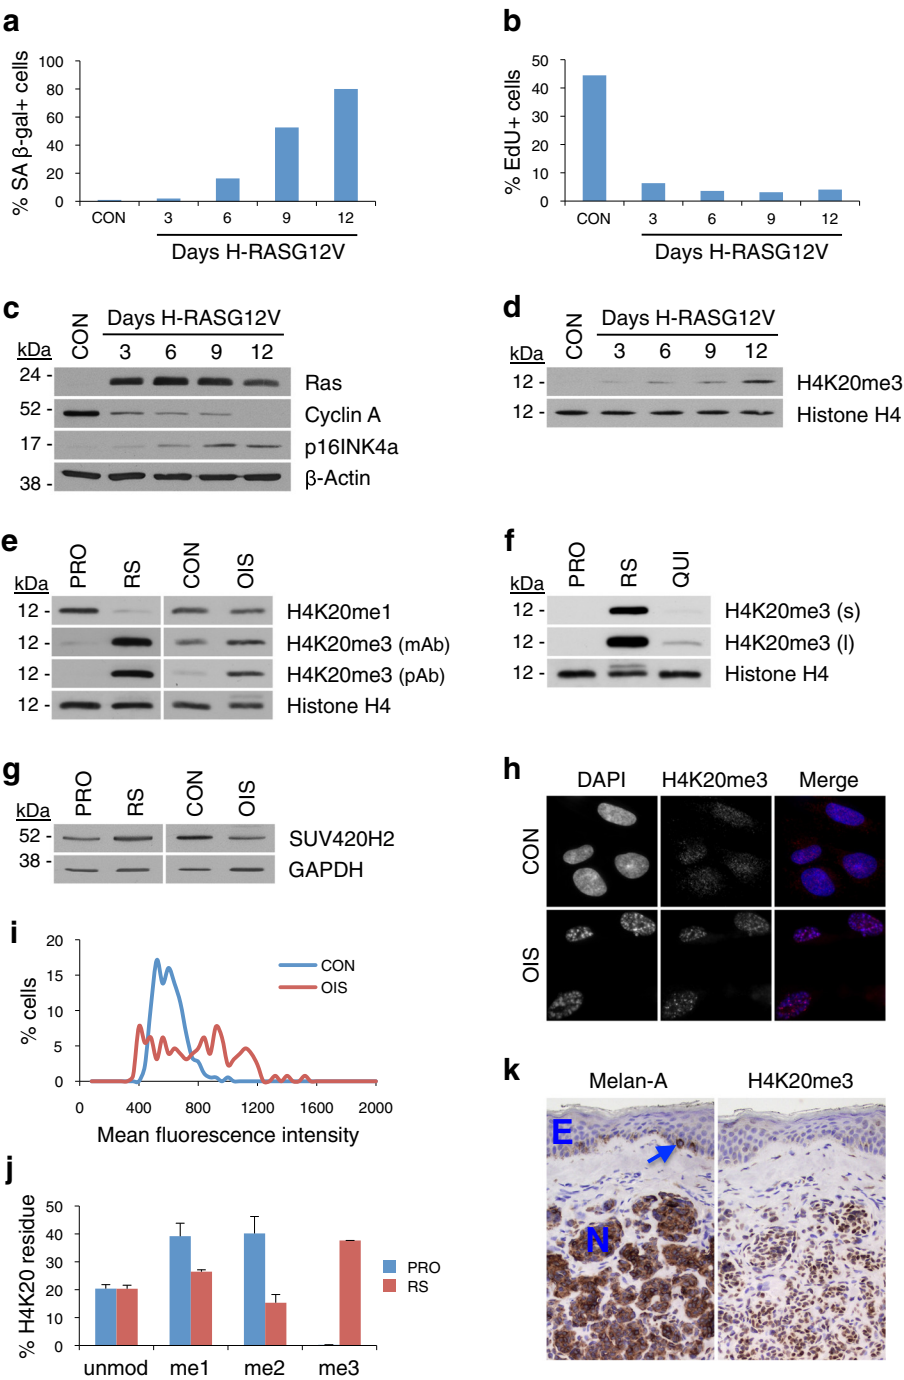 a
% SA β-gal+ cells
100
80
60
40
20
0
CON 3 6 9 12
Days H-RASG12V
b
% EdU+ cells
50
40
30
20
10
0
CON 3 6 9 12
Days H-RASG12V
c
kDa CON Days H-RASG12V
3 6 9 12
24 - Ras
52 - Cyclin A
17 - p16INK4a
38 - β-Actin
d
kDa CON Days H-RASG12V
3 6 9 12
12 - H4K20me3
12 - Histone H4
e
kDa PRO RS CON OIS
12 - H4K20me1
12 - H4K20me3 (mAb)
12 - H4K20me3 (pAb)
12 - Histone H4
f
kDa PRO RS QUI
12 - H4K20me3 (s)
12 - H4K20me3 (l)
12 - Histone H4
g
kDa PRO RS CON OIS
52 - SUV420H2
38 - GAPDH
h
DAPI H4K20me3 Merge
CON
OIS
i
% cells
20
15
10
5
0
0 400 800 1200 1600 2000
Mean fluorescence intensity
CON
OIS
j
% H4K20 residue
50
40
30
20
10
0
unmod me1 me2 me3
PRO
RS
k
Melan-A H4K20me3
E
N